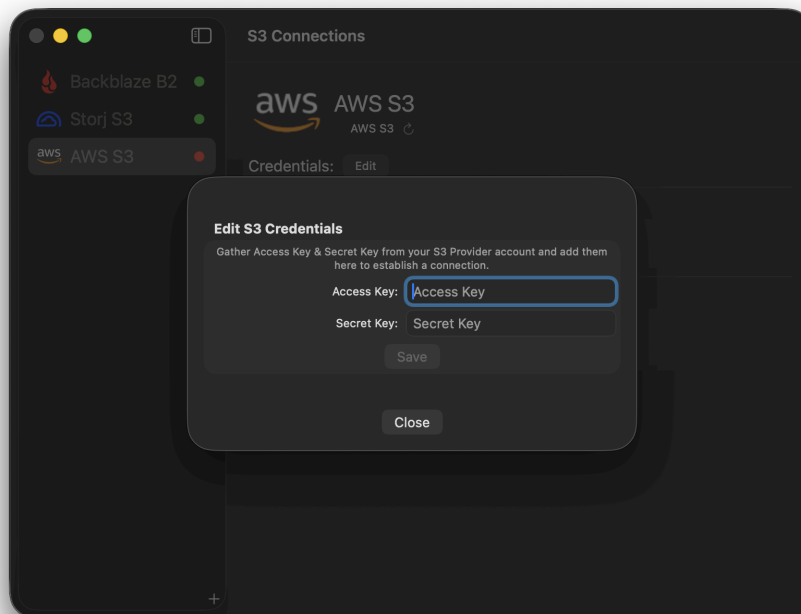 S3 Connections
Backblaze B2
Storj S3
aws AWS S3
aws AWS S3
AWS S3
Credentials: Edit
Edit S3 Credentials
Gather Access Key & Secret Key from your S3 Provider account and add them
here to establish a connection.
Access Key: Access Key
Secret Key: Secret Key
Save
Close